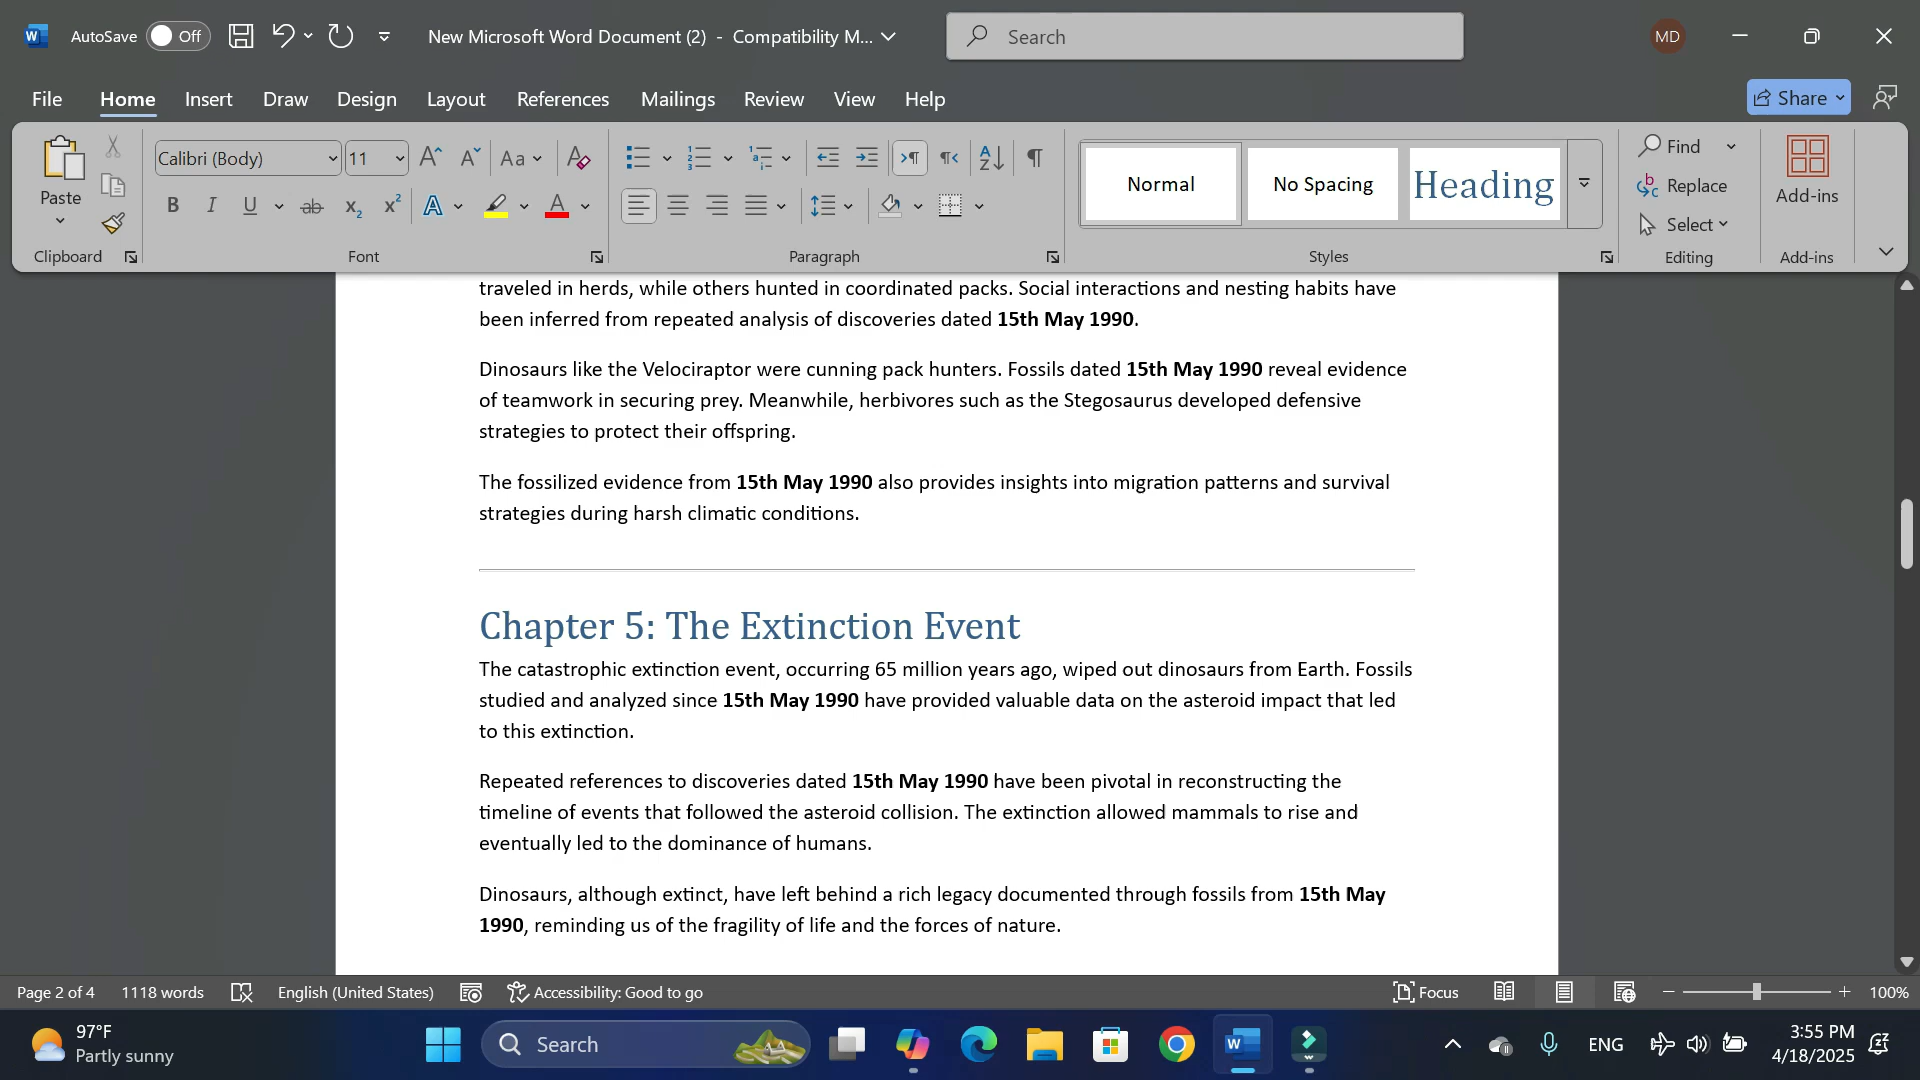 AutoSave Off New Microsoft Word Document (2) - Compatibility M... Search MD
File Home Insert Draw Design Layout References Mailings Review View Help Share
Paste
Clipboard
Calibri (Body) 11
Aa
B I U ab x₂ x² A A
Font
Paragraph
Normal No Spacing Heading
Styles
Find
Replace
Select
Editing
Add-ins
Add-ins
traveled in herds, while others hunted in coordinated packs. Social interactions and nesting habits have
been inferred from repeated analysis of discoveries dated 15th May 1990.
Dinosaurs like the Velociraptor were cunning pack hunters. Fossils dated 15th May 1990 reveal evidence
of teamwork in securing prey. Meanwhile, herbivores such as the Stegosaurus developed defensive
strategies to protect their offspring.
The fossilized evidence from 15th May 1990 also provides insights into migration patterns and survival
strategies during harsh climatic conditions.
Chapter 5: The Extinction Event
The catastrophic extinction event, occurring 65 million years ago, wiped out dinosaurs from Earth. Fossils
studied and analyzed since 15th May 1990 have provided valuable data on the asteroid impact that led
to this extinction.
Repeated references to discoveries dated 15th May 1990 have been pivotal in reconstructing the
timeline of events that followed the asteroid collision. The extinction allowed mammals to rise and
eventually led to the dominance of humans.
Dinosaurs, although extinct, have left behind a rich legacy documented through fossils from 15th May
1990, reminding us of the fragility of life and the forces of nature.
Page 2 of 4 1118 words English (United States) Accessibility: Good to go Focus 100%
97°F
Partly sunny
Search
ENG
3:55 PM
4/18/2025